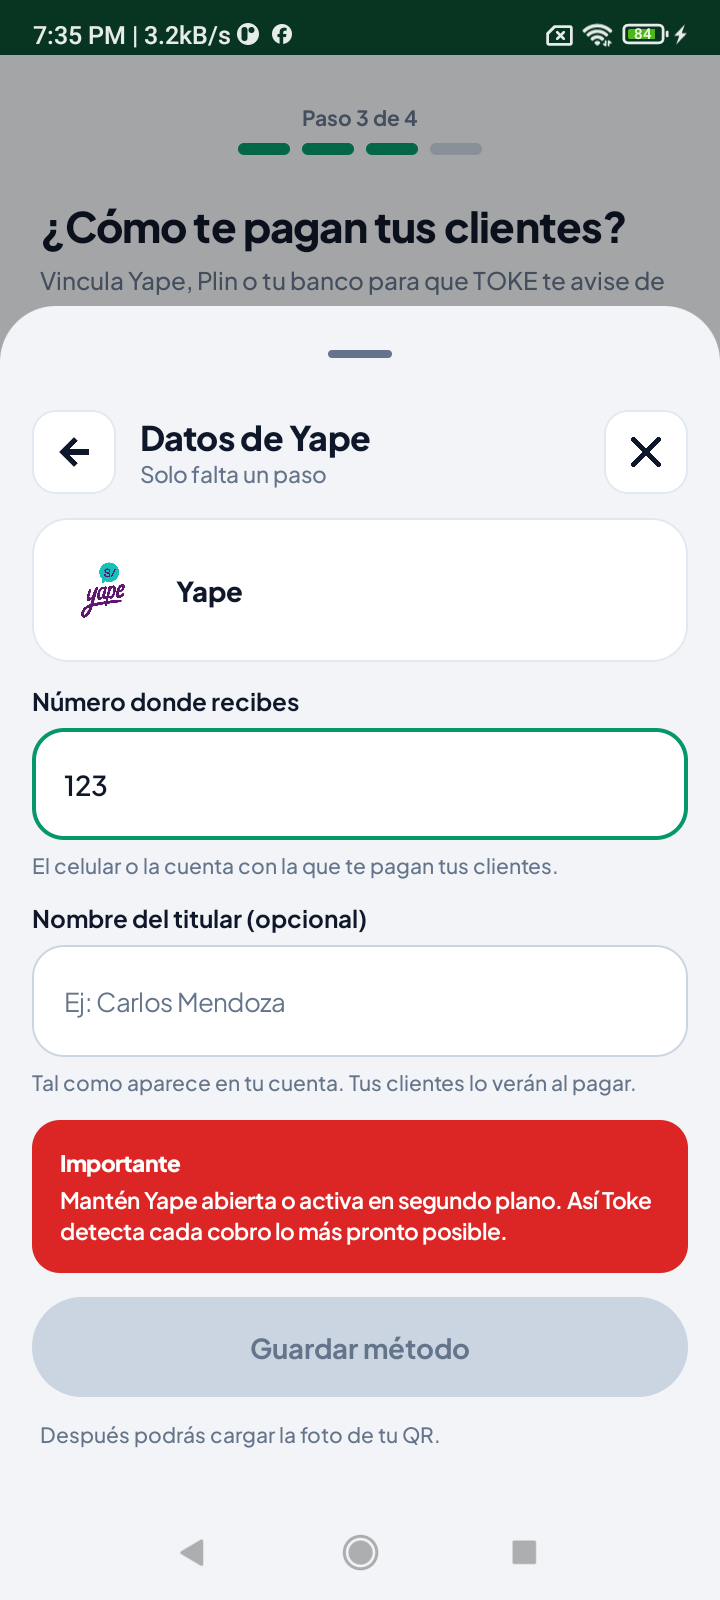 7:35 PM | 3.2kB/s
84
Paso 3 de 4
¿Cómo te pagan tus clientes?
Vincula Yape, Plin o tu banco para que TOKE te avise de
Datos de Yape
Solo falta un paso
S/
yape
Yape
Número donde recibes
123
El celular o la cuenta con la que te pagan tus clientes.
Nombre del titular (opcional)
Ej: Carlos Mendoza
Tal como aparece en tu cuenta. Tus clientes lo verán al pagar.
Importante
Mantén Yape abierta o activa en segundo plano. Así Toke
detecta cada cobro lo más pronto posible.
Guardar método
Después podrás cargar la foto de tu QR.